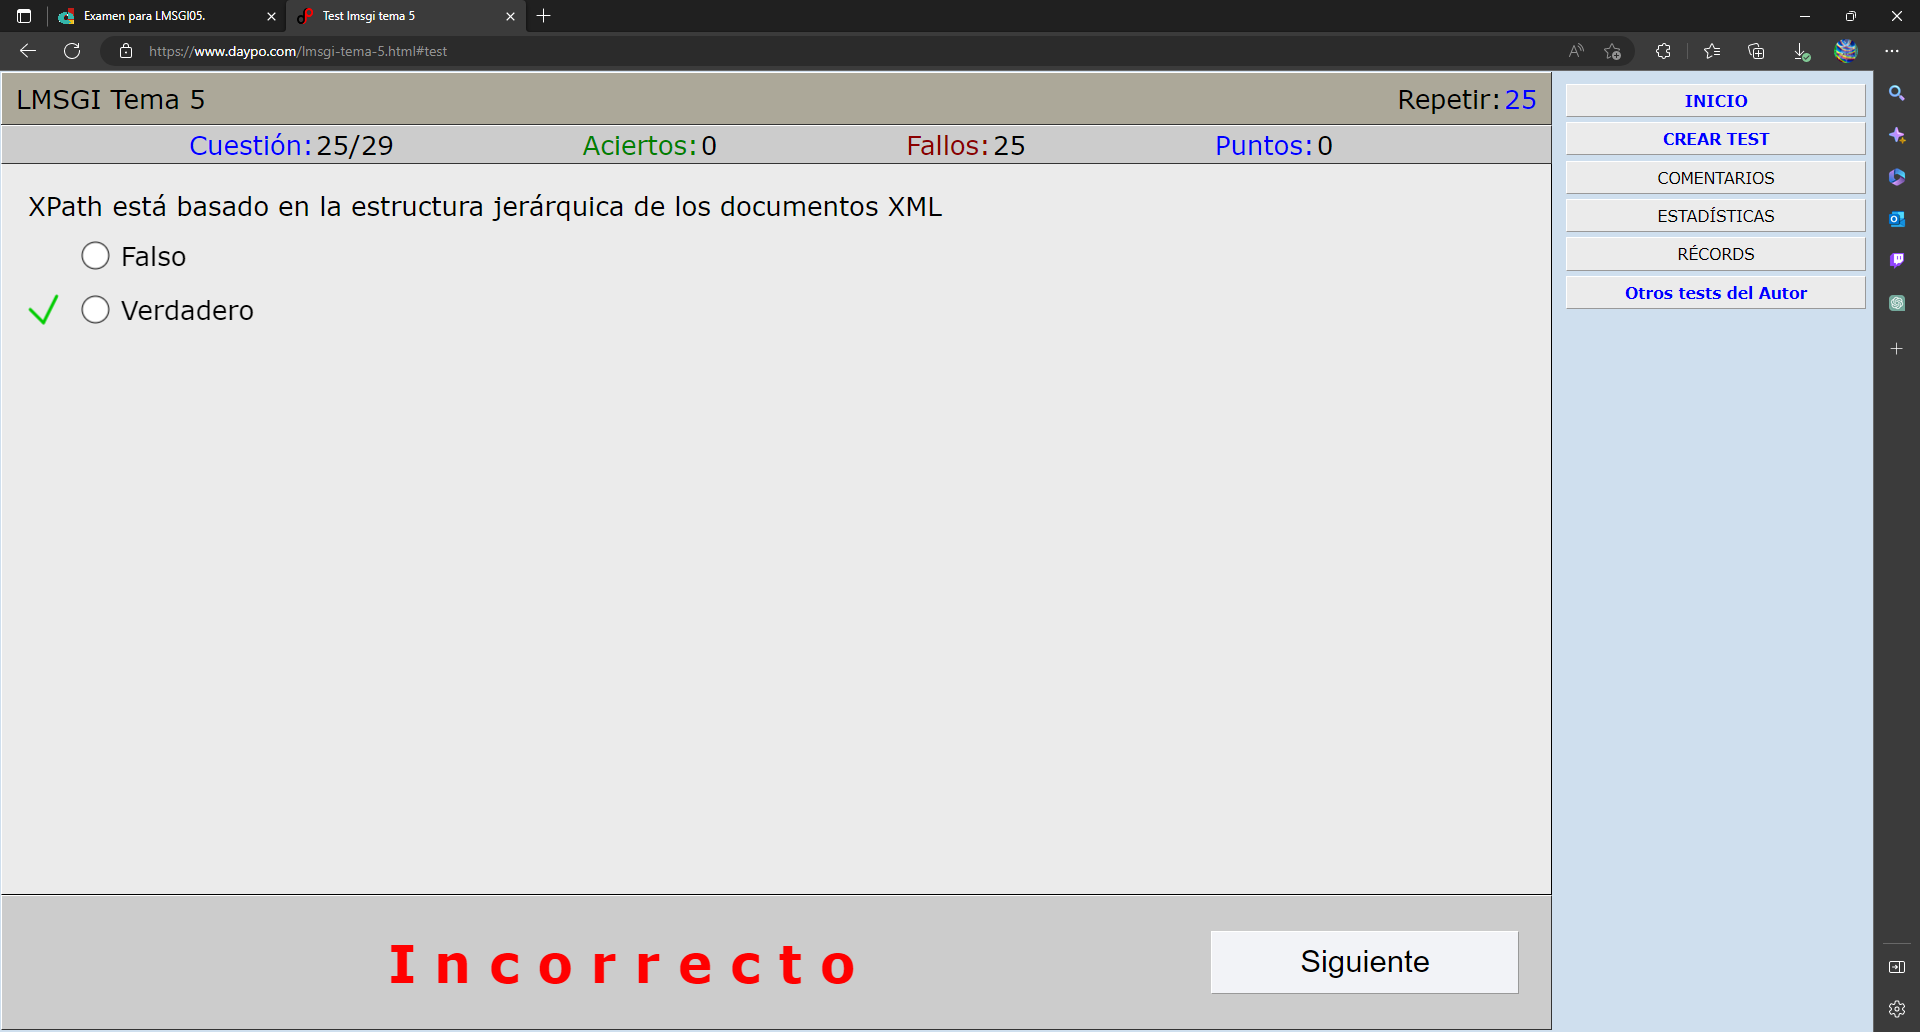 Examen para LMSGI05.
Test lmsgi tema 5
https://www.daypo.com/lmsgi-tema-5.html#test
LMSGI Tema 5
Repetir: 25
Cuestión: 25/29
Aciertos: 0
Fallos: 25
Puntos: 0
XPath está basado en la estructura jerárquica de los documentos XML
Falso
Verdadero
Incorrecto
Siguiente
INICIO
CREAR TEST
COMENTARIOS
ESTADÍSTICAS
RÉCORDS
Otros tests del Autor